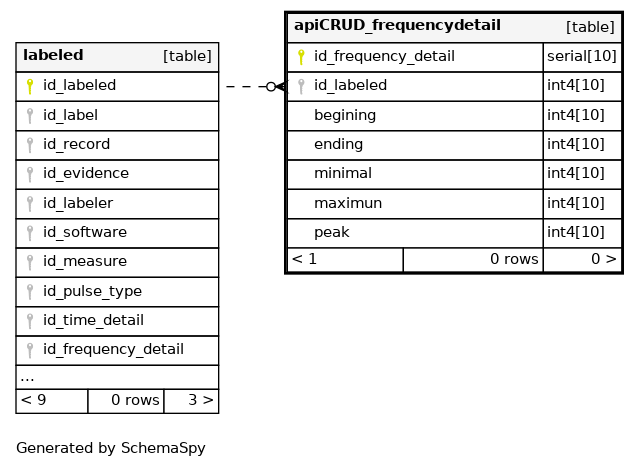 labeled [table]
id_labeled
id_label
id_record
id_evidence
id_labeler
id_software
id_measure
id_pulse_type
id_time_detail
id_frequency_detail
...
< 9 0 rows 3 >
apiCRUD_frequencydetail [table]
id_frequency_detail serial[10]
id_labeled int4[10]
begining int4[10]
ending int4[10]
minimal int4[10]
maximun int4[10]
peak int4[10]
< 1 0 rows 0 >
Generated by SchemaSpy